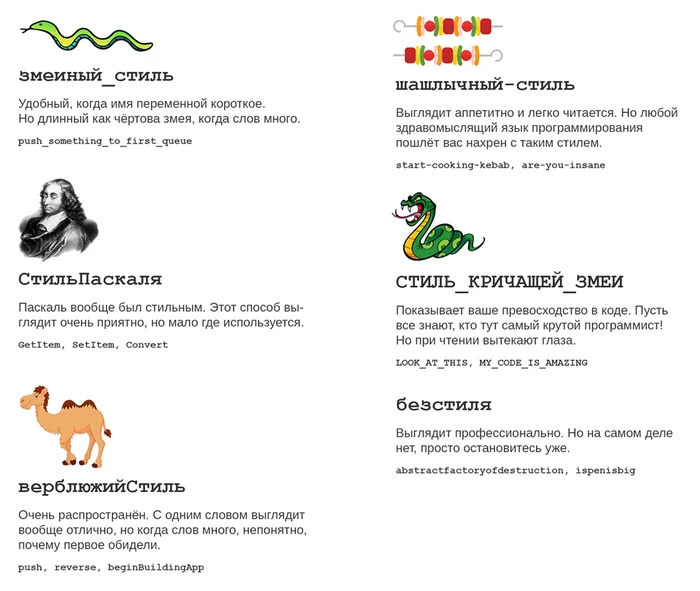 змеиный_стиль
Удобный, когда имя переменной короткое.
Но длинный как чёртова змея, когда слов много.
push_something_to_first_queue
СтильПаскаля
Паскаль вообще был стильным. Этот способ вы-
глядит очень приятно, но мало где используется.
GetItem, SetItem, Convert
верблюжийСтиль
Очень распространён. С одним словом выглядит
вообще отлично, но когда слов много, непонятно,
почему первое обидели.
push, reverse, beginBuildingApp
шашлычный-стиль
Выглядит аппетитно и легко читается. Но любой
здравомыслящий язык программирования
пошлёт вас нахрен с таким стилем.
start-cooking-kebab, are-you-insane
СТИЛЬ_КРИЧАЩЕЙ_ЗМЕИ
Показывает ваше превосходство в коде. Пусть
все знают, кто тут самый крутой программист!
Но при чтении вытекают глаза.
LOOK_AT_THIS, MY_CODE_IS_AMAZING
безстиля
Выглядит профессионально. Но на самом деле
нет, просто остановитесь уже.
abstractfactoryofdestruction, ispenisbig